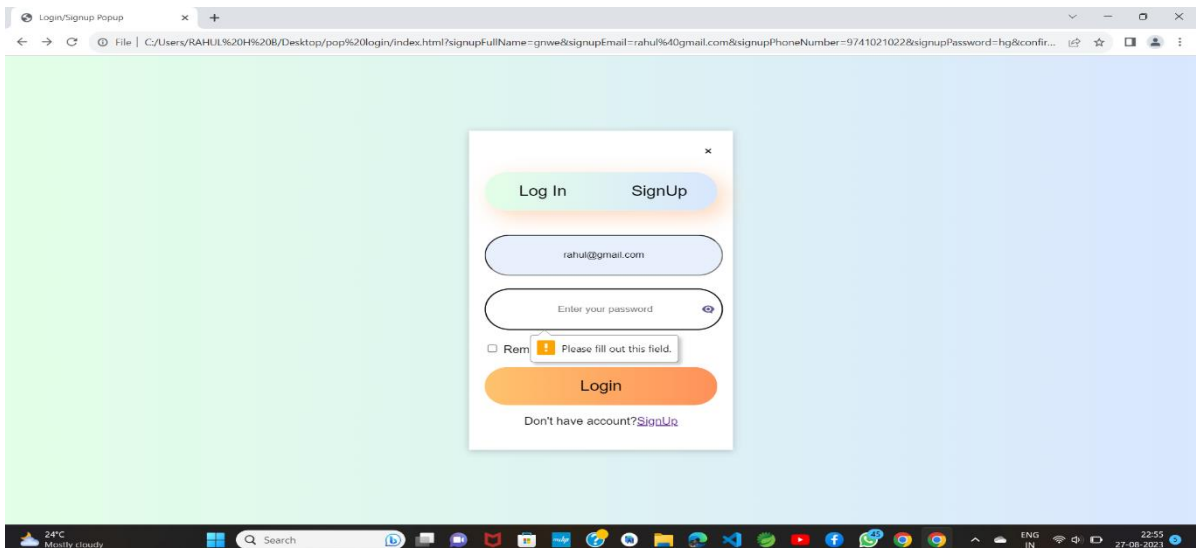 Login/Signup Popup
File | C:/Users/RAHUL%20H%20B/Desktop/pop%20login/index.html?signupFullName=gnwe&signupEmail=rahul%40gmail.com&signupPhoneNumber=9741021022&signupPassword=hg&confir...
×
Log In SignUp
rahul@gmail.com
Enter your password
Rem
! Please fill out this field.
Login
Don't have account?SignUp
24°C
Mostly cloudy
Search
45
ENG
IN
22:55
27-08-2023